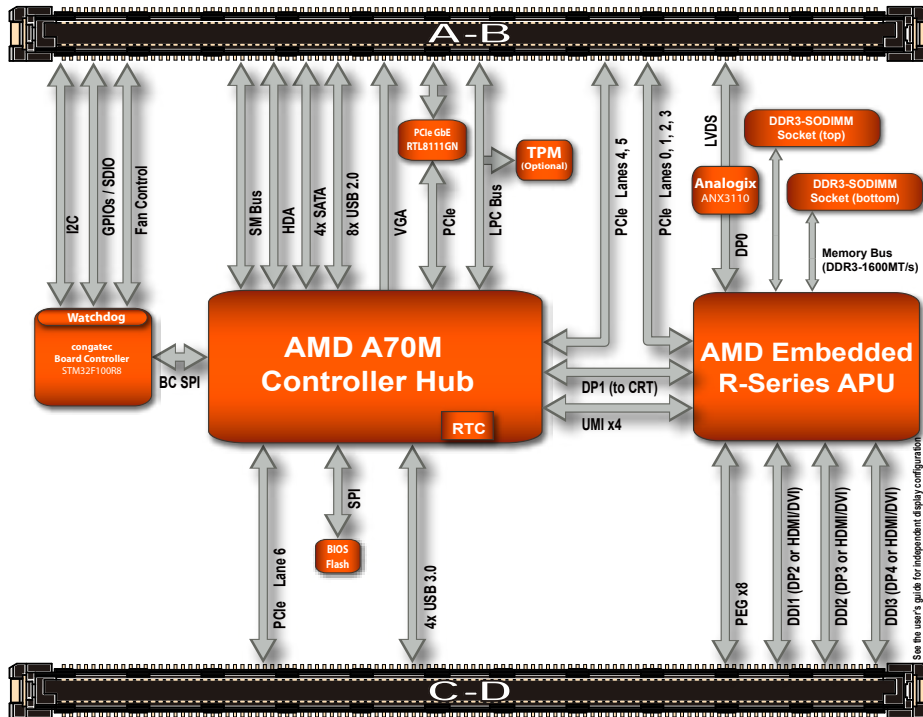 A-B
I2C
GPIOs / SDIO
Fan Control
SM Bus
HDA
4x SATA
8x USB 2.0
VGA
PCIe GbE
RTL8111GN
PCIe
LPC Bus
TPM
(Optional)
PCIe Lanes 4, 5
PCIe Lanes 0, 1, 2, 3
LVDS
Analogix
ANX3110
DP0
DDR3-SODIMM
Socket (top)
DDR3-SODIMM
Socket (bottom)
Memory Bus
(DDR3-1600MT/s)
Watchdog
congatec
Board Controller
STM32F100R8
BC SPI
AMD A70M
Controller Hub
RTC
DP1 (to CRT)
UMI x4
AMD Embedded
R-Series APU
PCIe Lane 6
SPI
BIOS
Flash
4x USB 3.0
PEG x8
DDI1 (DP2 or HDMI/DVI)
DDI2 (DP3 or HDMI/DVI)
DDI3 (DP4 or HDMI/DVI)
See the user's guide for independent display configuration
C-D